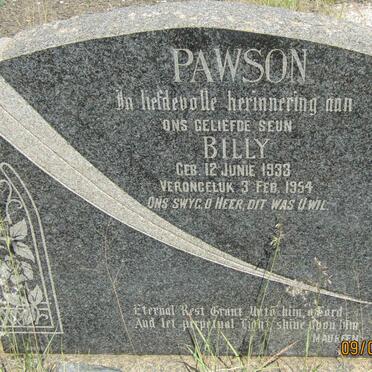 PAWSON
In liefdevolle herinnering aan
ONS GELIEFDE SEUN
BILLY
GEB. 12 JUNIE 1933
VERONGELUK 3 FEB. 1954
ONS SWYG, O HEER, DIT WAS U WIL
Eternal Rest Grant Unto him, o Lord
And let perpetual light shine upon him
MAUREEN
09/0